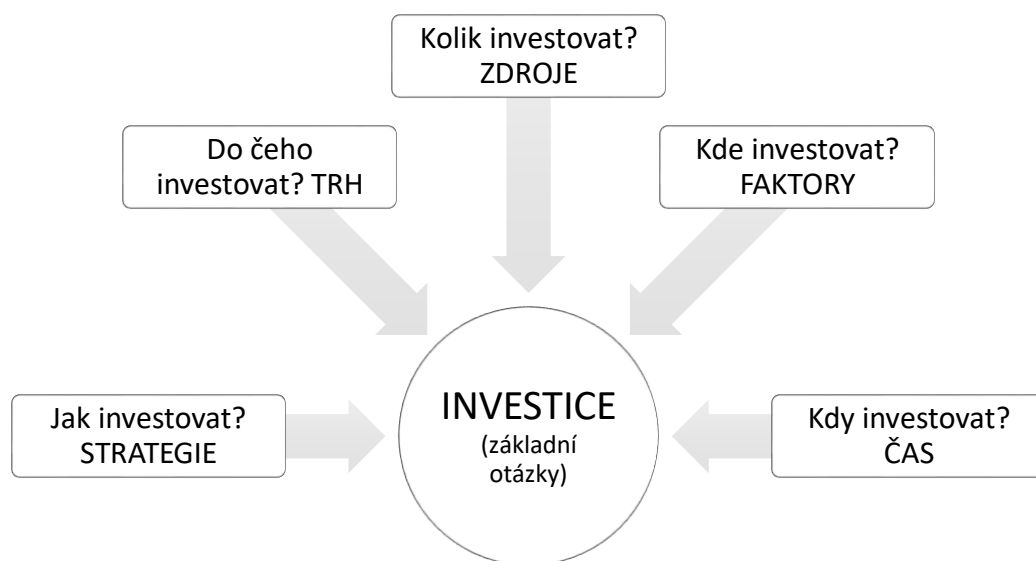 Kolik investovat?
ZDROJE
Do čeho
investovat? TRH
Kde investovat?
FAKTORY
Jak investovat?
STRATEGIE
INVESTICE
(základní
otázky)
Kdy investovat?
ČAS